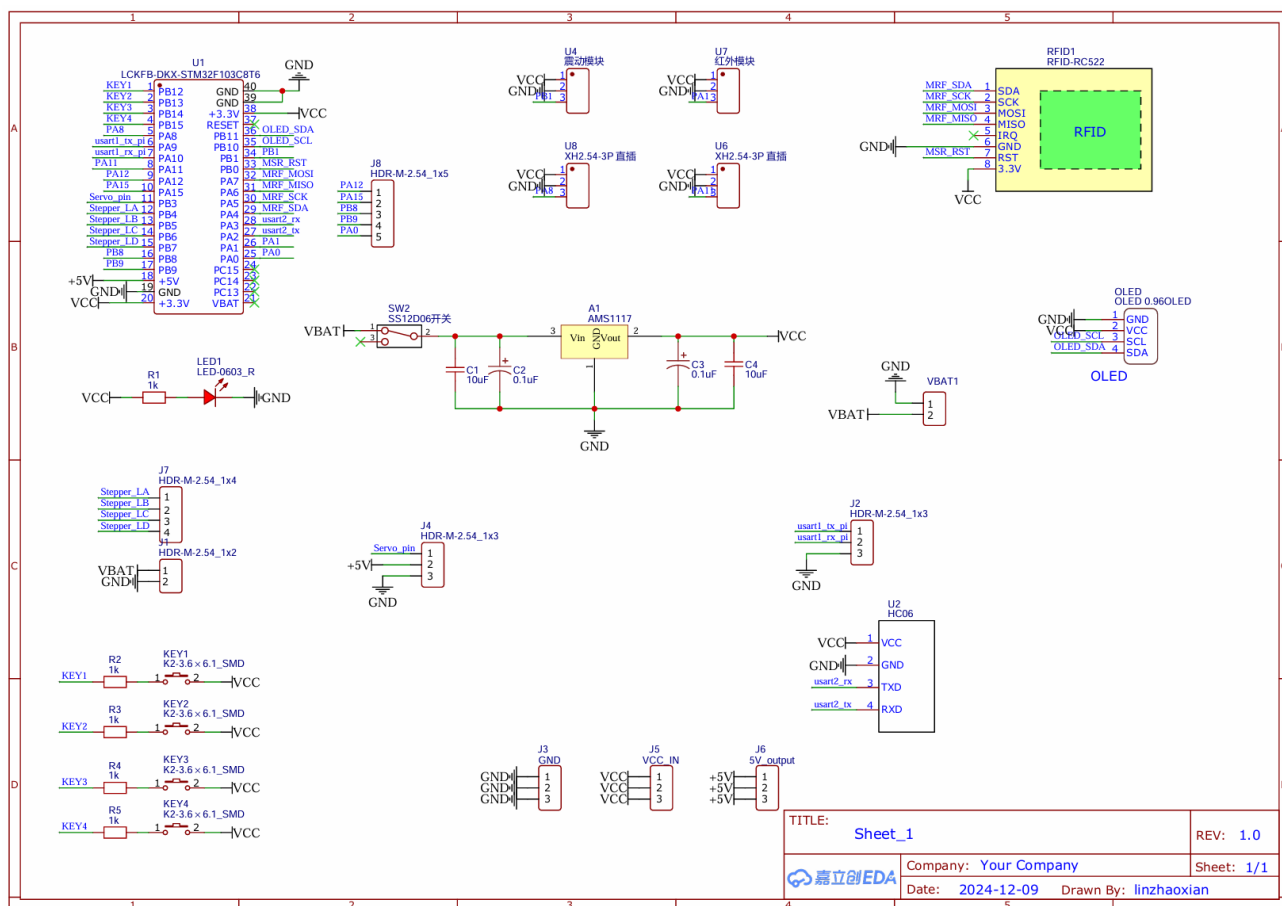 1 2 3 4 5
A
B
C
D
U1
LCKFB-DKX-STM32F103C8T6
KEY1 1 PB12
KEY2 2 PB13
KEY3 3 PB14
KEY4 4 PB15
PA8 5 PA8
usart1_tx_pi 6 PA9
usart1_rx_pi 7 PA10
PA11 8 PA11
PA12 9 PA12
PA15 10 PA15
Servo_pin 11 PB3
Stepper_LA 12 PB4
Stepper_LB 13 PB5
Stepper_LC 14 PB6
Stepper_LD 15 PB7
PB8 16 PB8
PB9 17 PB9
+5V 18 +5V
GND 19 GND
VCC 20 +3.3V
GND
GND 40
GND 39
+3.3V 38 VCC
RESET 37
PB11 36 OLED_SDA
PB10 35 OLED_SCL
PB1 34 PB1
PB0 33 MSR_RST
PA7 32 MRF_MOSI
PA6 31 MRF_MISO
PA5 30 MRF_SCK
PA4 29 MRF_SDA
PA3 28 usart2_rx
PA2 27 usart2_tx
PA1 26 PA1
PA0 25 PA0
PC15 24
PC14 23
PC13 22
VBAT 21
J8
HDR-M-2.54_1x5
PA12 1
PA15 2
PB8 3
PB9 4
PA0 5
U4
震动模块
VCC 1
GND 2
PB1 3
U7
红外模块
VCC 1
GND 2
PA1 3
U8
XH2.54-3P 直插
VCC 1
GND 2
PA8 3
U6
XH2.54-3P 直插
VCC 1
GND 2
3
RFID1
RFID-RC522
MRF_SDA 1 SDA
MRF_SCK 2 SCK
MRF_MOSI 3 MOSI
MRF_MISO 4 MISO
5 IRQ
GND 6 GND
MSR_RST 7 RST
8 3.3V
VCC
RFID
SW2
SS12D06开关
VBAT 1 2
3
A1
AMS1117
3 Vin GND Vout 2
1
VCC
C1
10uF
C2
0.1uF
C3
0.1uF
C4
10uF
GND
OLED
OLED 0.96OLED
GND 1 GND
VCC 2 VCC
OLED_SCL 3 SCL
OLED_SDA 4 SDA
OLED
LED1
LED-0603_R
R1
1k
VCC GND
GND
VBAT1
1
VBAT 2
J7
HDR-M-2.54_1x4
Stepper_LA 1
Stepper_LB 2
Stepper_LC 3
Stepper_LD 4
J1
HDR-M-2.54_1x2
VBAT 1
GND 2
J4
HDR-M-2.54_1x3
Servo_pin 1
+5V 2
3
GND
J2
HDR-M-2.54_1x3
usart1_tx_pi 1
usart1_rx_pi 2
3
GND
U2
HC06
VCC 1 VCC
GND 2 GND
usart2_rx 3 TXD
usart2_tx 4 RXD
R2
1k
KEY1
K2-3.6×6.1_SMD
KEY1 1 2 VCC
R3
1k
KEY2
K2-3.6×6.1_SMD
KEY2 1 2 VCC
R4
1k
KEY3
K2-3.6×6.1_SMD
KEY3 1 2 VCC
R5
1k
KEY4
K2-3.6×6.1_SMD
KEY4 1 2 VCC
J3
GND
GND 1
GND 2
GND 3
J5
VCC_IN
VCC 1
VCC 2
VCC 3
J6
5V_output
+5V 1
+5V 2
+5V 3
TITLE:
Sheet_1
REV: 1.0
嘉立创EDA
Company: Your Company
Sheet: 1/1
Date: 2024-12-09 Drawn By: linzhaoxian
1 2 3 4 5